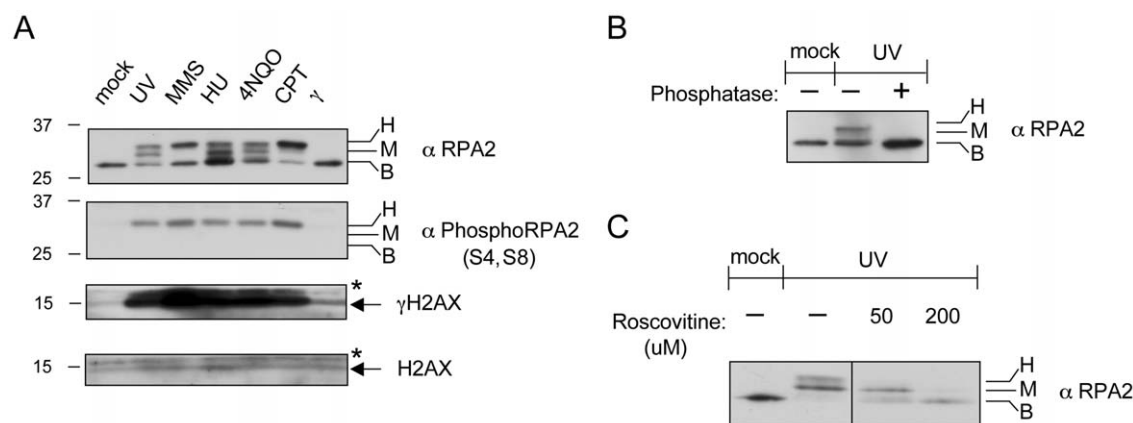 A
mock UV MMS HU 4NQO CPT γ
37
25
H
M
B
α RPA2
37
25
H
M
B
α PhosphoRPA2
(S4, S8)
15
*
γH2AX
15
*
H2AX
B
mock UV
Phosphatase: – – +
H
M
B
α RPA2
C
mock UV
Roscovitine: – – 50 200
(uM)
H
M
B
α RPA2